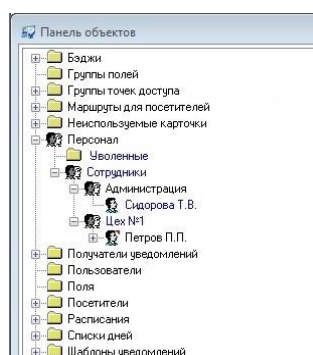 Панель объектов
Бэджи
Группы полей
Группы точек доступа
Маршруты для посетителей
Неиспользуемые карточки
Персонал
Уволенные
Сотрудники
Администрация
Сидорова Т.В.
Цех №1
Петров П.П.
Получатели уведомлений
Пользователи
Поля
Посетители
Расписания
Списки дней
Шаблоны уведомлений